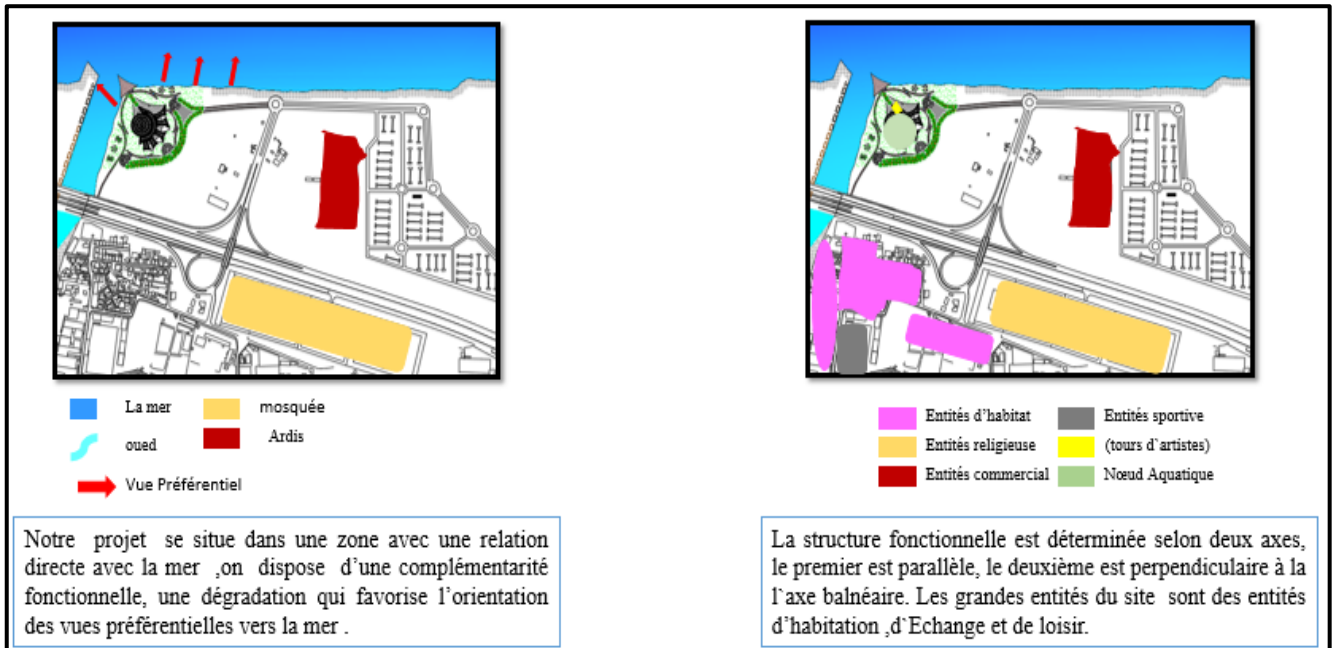 La mer
mosquée
oued
Ardis
Vue Préférentiel
Notre projet se situe dans une zone avec une relation
directe avec la mer ,on dispose d’une complémentarité
fonctionnelle, une dégradation qui favorise l’orientation
des vues préférentielles vers la mer .
Entités d’habitat
Entités sportive
Entités religieuse
(tours d`artistes)
Entités commercial
Nœud Aquatique
La structure fonctionnelle est déterminée selon deux axes,
le premier est parallèle, le deuxième est perpendiculaire à la
l`axe balnéaire. Les grandes entités du site sont des entités
d’habitation ,d`Echange et de loisir.